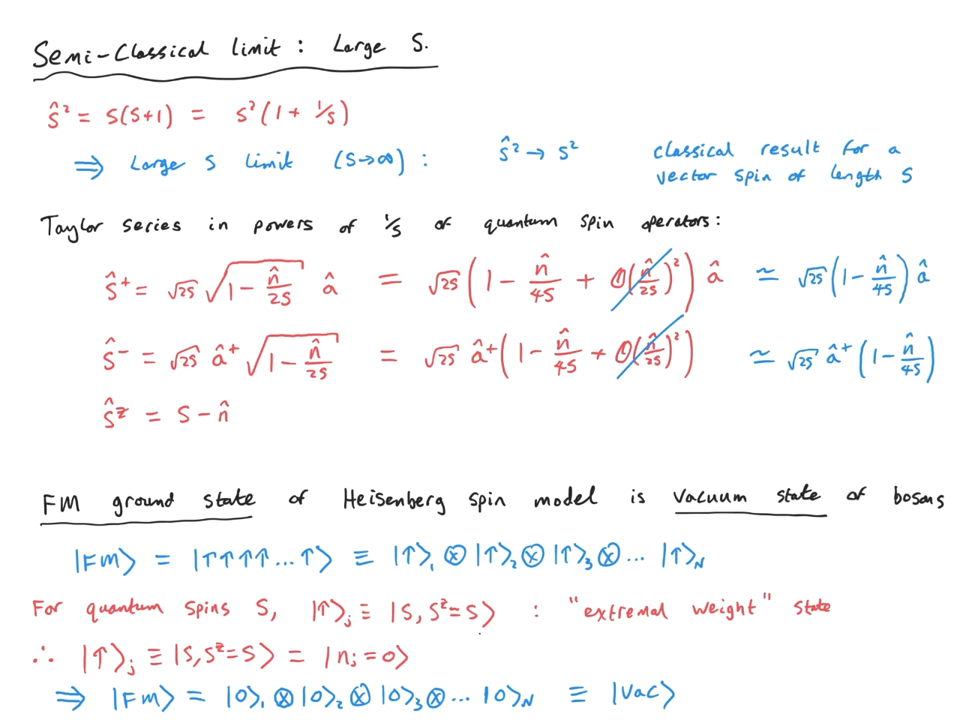 Semi-Classical limit: Large S.
ŝ² = S(S+1) = S²(1 + 1/S)
⇒ Large S limit (S→∞): ŝ² → S² classical result for a
vector spin of length S
Taylor series in powers of 1/S of quantum spin operators:
ŝ⁺ = √2S √(1 - n̂/2S) â = √2S (1 - n̂/4S + O(n̂/2S)²) â ≃ √2S (1 - n̂/4S) â
ŝ⁻ = √2S â⁺ √(1 - n̂/2S) = √2S â⁺ (1 - n̂/4S + O(n̂/2S)²) ≃ √2S â⁺ (1 - n̂/4S)
ŝᶻ = S - n̂
FM ground state of Heisenberg spin model is vacuum state of bosons
|FM⟩ = |↑↑↑↑...↑⟩ ≡ |↑⟩₁ ⊗ |↑⟩₂ ⊗ |↑⟩₃ ⊗ ... |↑⟩_N
For quantum spins S, |↑⟩ⱼ ≡ |S, Sᶻ=S⟩ : "extremal weight" state
∴ |↑⟩ⱼ ≡ |S, Sᶻ=S⟩ = |nⱼ=0⟩
⇒ |FM⟩ = |0⟩₁ ⊗ |0⟩₂ ⊗ |0⟩₃ ⊗ ... |0⟩_N ≡ |Vac⟩